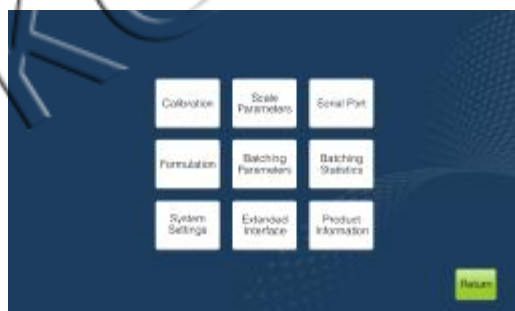 Calibration
Scale
Parameters
Serial Port
Formulation
Batching
Parameters
Batching
Statistics
System
Settings
Extended
Interface
Product
Information
Return